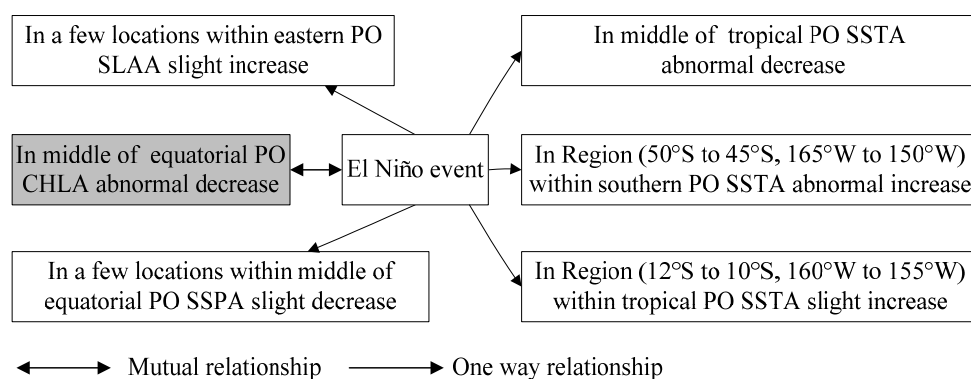 In a few locations within eastern PO
SLAA slight increase
In middle of tropical PO SSTA
abnormal decrease
In middle of equatorial PO
CHLA abnormal decrease
El Niño event
In Region (50°S to 45°S, 165°W to 150°W)
within southern PO SSTA abnormal increase
In a few locations within middle of
equatorial PO SSPA slight decrease
In Region (12°S to 10°S, 160°W to 155°W)
within tropical PO SSTA slight increase
Mutual relationship
One way relationship